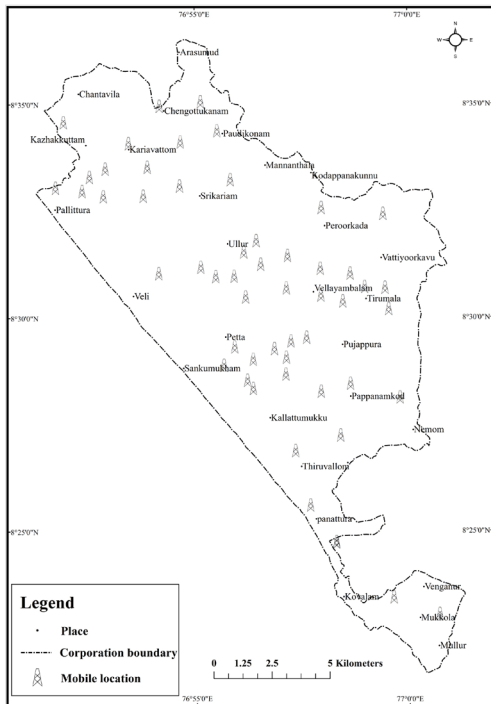 76°55'0"E
77°0'0"E
N
W
E
S
Arasumud
8°35'0"N
8°35'0"N
Chantavila
Chengottukanam
Paudikonam
Kazhakkuttam
Kariavattom
Mannanthala
Kodappanakunnu
Pallittura
Srikariam
Peroorkada
Ullur
Vattiyoorkavu
Veli
Vellayambalam
Tirumala
8°30'0"N
8°30'0"N
Petta
Pujappura
Sankumukham
Pappanamkod
Kallattumukku
Nemom
Thiruvallom
panattura
8°25'0"N
8°25'0"N
Venganur
Kovalam
Mukkola
Mullur
Legend
Place
Corporation boundary
Mobile location
0 1.25 2.5 5 Kilometers
76°55'0"E
77°0'0"E